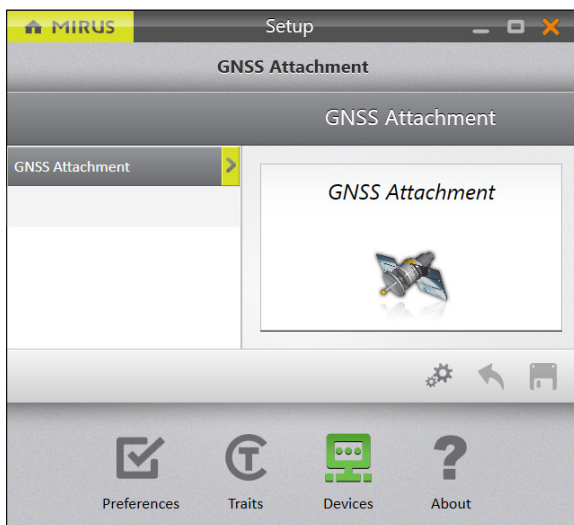 MIRUS
Setup
GNSS Attachment
GNSS Attachment
GNSS Attachment
GNSS Attachment
Preferences
Traits
Devices
About